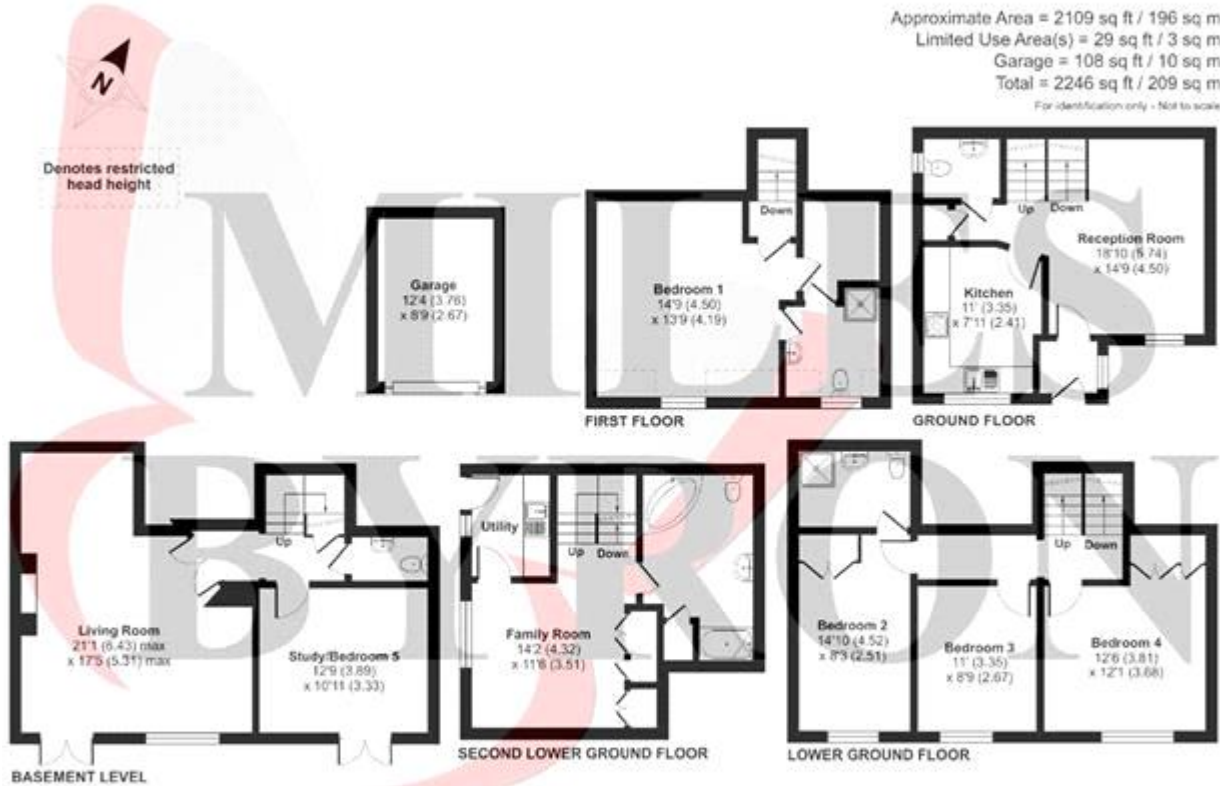 Approximate Area = 2109 sq ft / 196 sq m
Limited Use Area(s) = 29 sq ft / 3 sq m
Garage = 108 sq ft / 10 sq m
Total = 2246 sq ft / 209 sq m
For identification only - Not to scale
N
Denotes restricted
head height
MILES
BYRON
Garage
12'4 (3.76)
x 8'9 (2.67)
Down
Bedroom 1
14'9 (4.50)
x 13'9 (4.19)
FIRST FLOOR
Up
Down
Reception Room
18'10 (5.74)
x 14'9 (4.50)
Kitchen
11' (3.35)
x 7'11 (2.41)
GROUND FLOOR
Up
Living Room
21'1 (6.43) max
x 17'5 (5.31) max
Study/Bedroom 5
12'9 (3.89)
x 10'11 (3.33)
BASEMENT LEVEL
Utility
Up
Down
Family Room
14'2 (4.32)
x 11'6 (3.51)
SECOND LOWER GROUND FLOOR
Up
Down
Bedroom 2
14'10 (4.52)
x 8'3 (2.51)
Bedroom 3
11' (3.35)
x 8'9 (2.67)
Bedroom 4
12'6 (3.81)
x 12'1 (3.68)
LOWER GROUND FLOOR